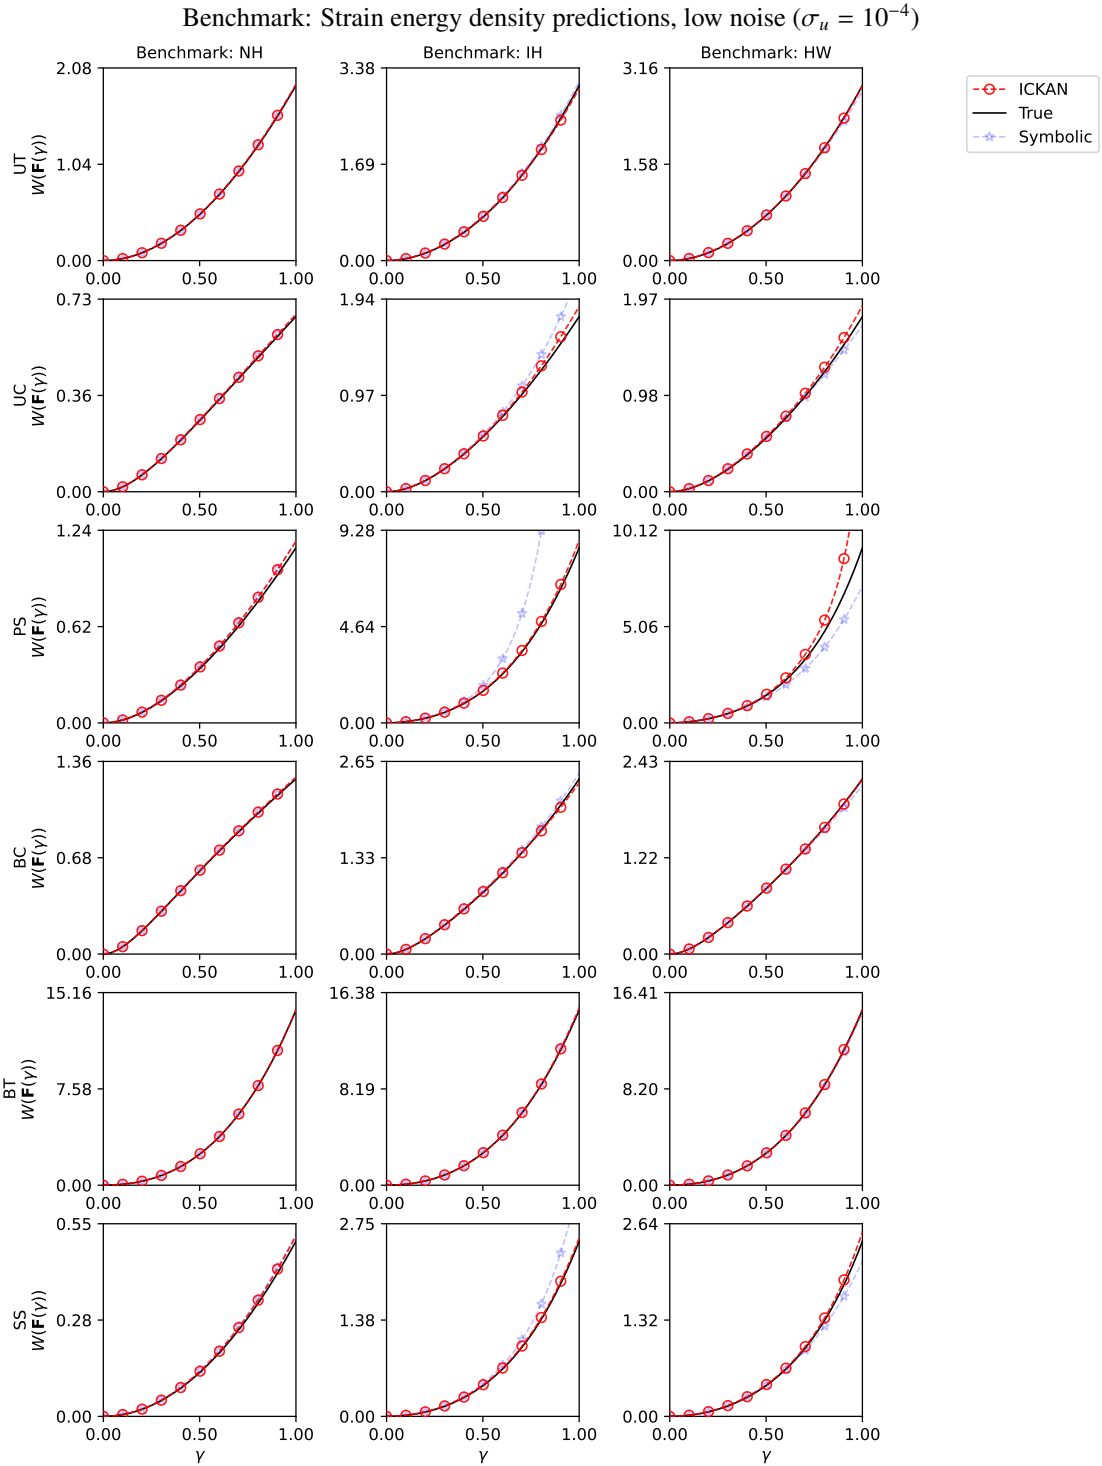 Benchmark: Strain energy density predictions, low noise (σ_u = 10⁻⁴)
Benchmark: NH
Benchmark: IH
Benchmark: HW
ICKAN
True
Symbolic
UT
W(F(γ))
2.08
1.04
0.00
0.00 0.50 1.00
3.38
1.69
0.00
0.00 0.50 1.00
3.16
1.58
0.00
0.00 0.50 1.00
UC
W(F(γ))
0.73
0.36
0.00
0.00 0.50 1.00
1.94
0.97
0.00
0.00 0.50 1.00
1.97
0.98
0.00
0.00 0.50 1.00
PS
W(F(γ))
1.24
0.62
0.00
0.00 0.50 1.00
9.28
4.64
0.00
0.00 0.50 1.00
10.12
5.06
0.00
0.00 0.50 1.00
BC
W(F(γ))
1.36
0.68
0.00
0.00 0.50 1.00
2.65
1.33
0.00
0.00 0.50 1.00
2.43
1.22
0.00
0.00 0.50 1.00
BT
W(F(γ))
15.16
7.58
0.00
0.00 0.50 1.00
16.38
8.19
0.00
0.00 0.50 1.00
16.41
8.20
0.00
0.00 0.50 1.00
SS
W(F(γ))
0.55
0.28
0.00
0.00 0.50 1.00
γ
2.75
1.38
0.00
0.00 0.50 1.00
γ
2.64
1.32
0.00
0.00 0.50 1.00
γ